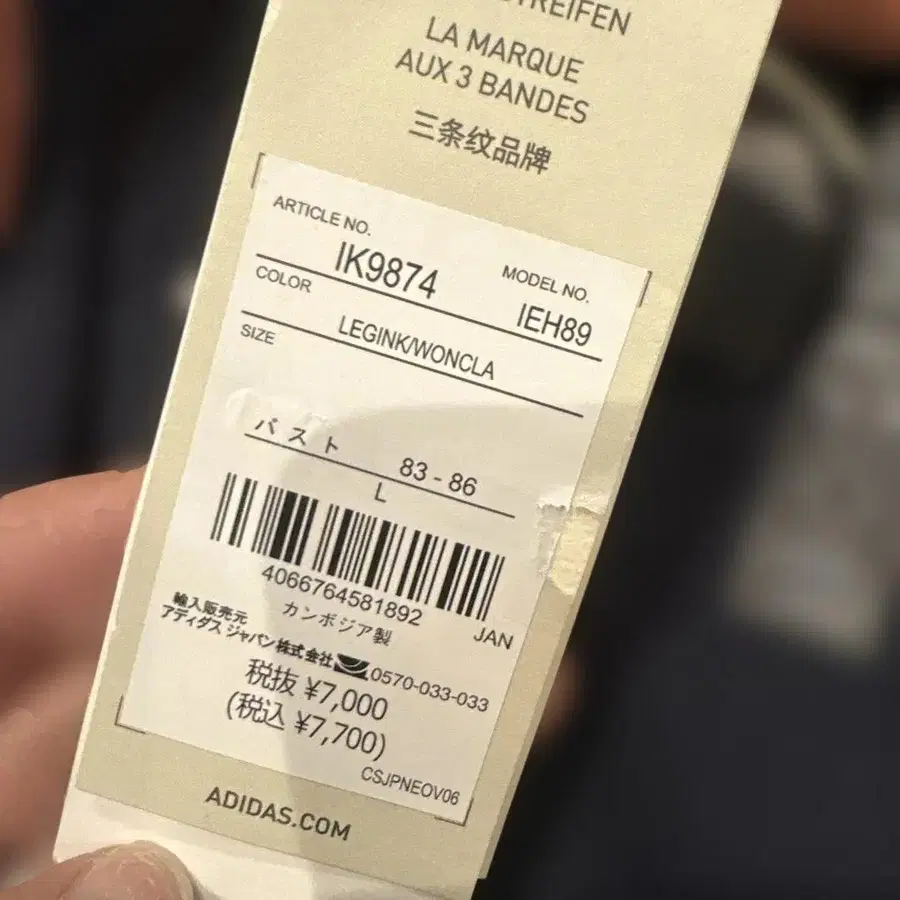 STREIFEN
LA MARQUE
AUX 3 BANDES
三条纹品牌
ARTICLE NO.
IK9874
MODEL NO.
IEH89
COLOR
LEGINK/WONCLA
SIZE
バスト 83 - 86
L
4066764581892
JAN
カンボジア製
輸入販売元
アディダス ジャパン株式会社 0570-033-033
税抜 ¥7,000
(税込 ¥7,700)
CSJPNEOV06
ADIDAS.COM